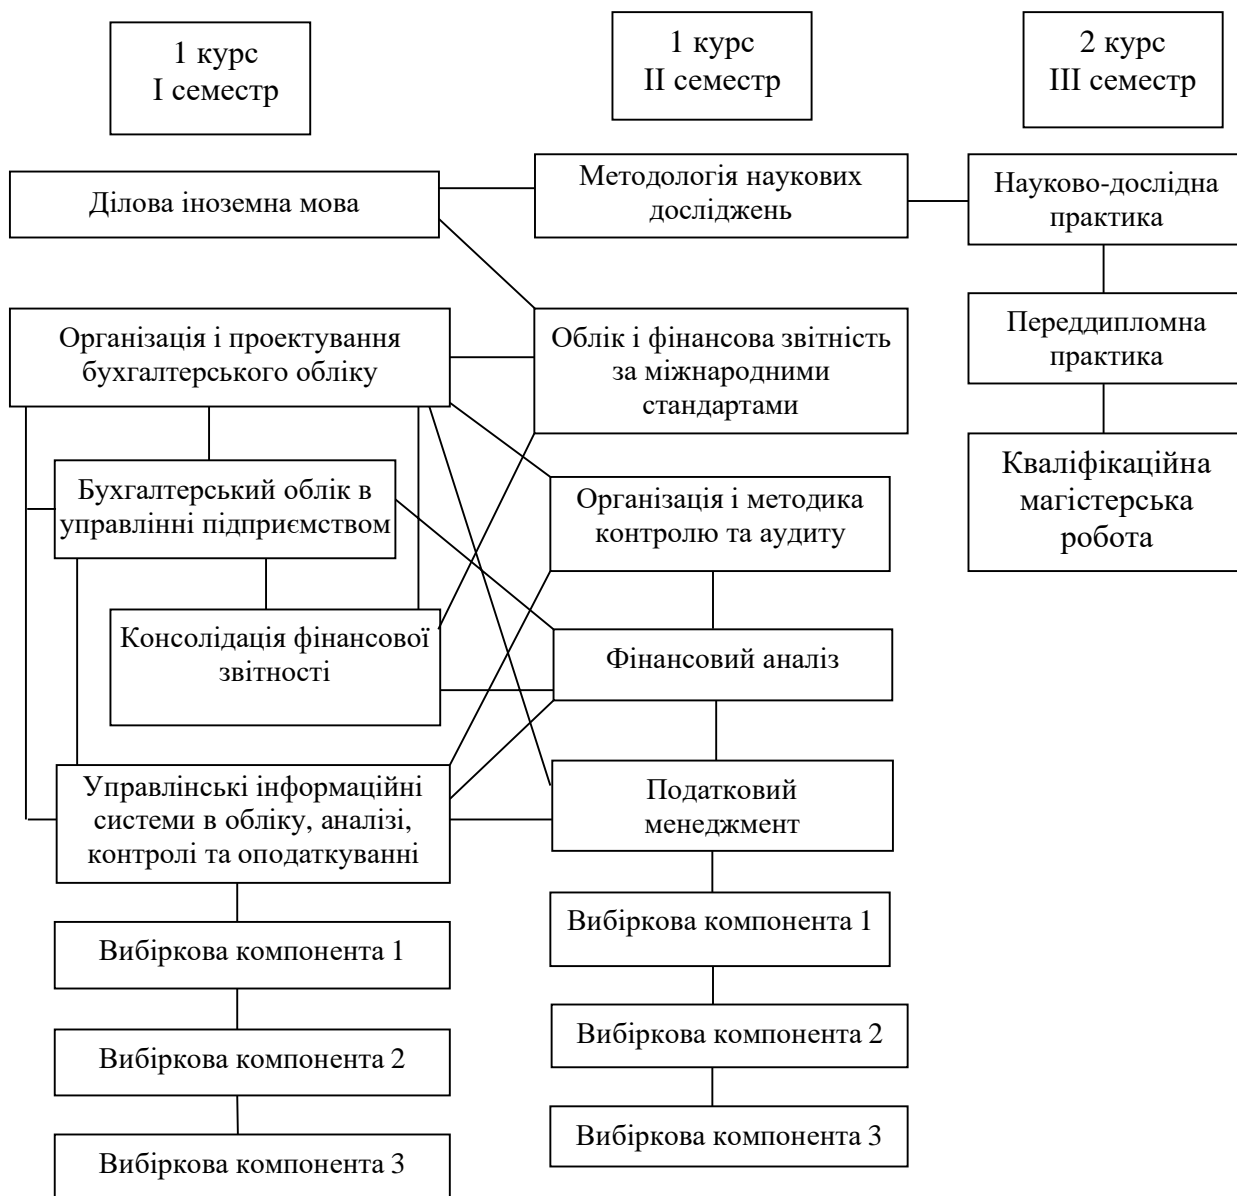 1 курс
I семестр
1 курс
II семестр
2 курс
III семестр
Ділова іноземна мова
Методологія наукових
досліджень
Науково-дослідна
практика
Організація і проектування
бухгалтерського обліку
Облік і фінансова звітність
за міжнародними
стандартами
Переддипломна
практика
Бухгалтерський облік в
управлінні підприємством
Організація і методика
контролю та аудиту
Кваліфікаційна
магістерська
робота
Консолідація фінансової
звітності
Фінансовий аналіз
Управлінські інформаційні
системи в обліку, аналізі,
контролі та оподаткуванні
Податковий
менеджмент
Вибіркова компонента 1
Вибіркова компонента 1
Вибіркова компонента 2
Вибіркова компонента 2
Вибіркова компонента 3
Вибіркова компонента 3